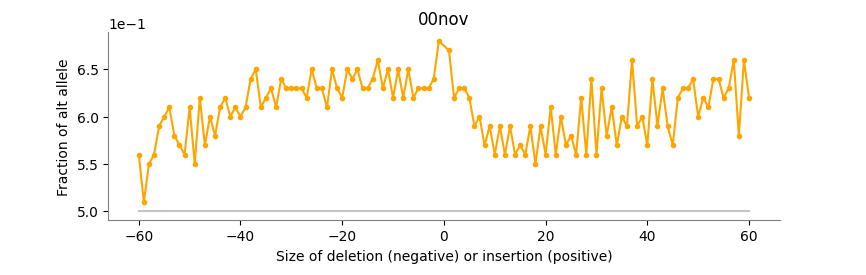 00nov
1e−1
6.5
6.0
5.5
5.0
Fraction of alt allele
−60 −40 −20 0 20 40 60
Size of deletion (negative) or insertion (positive)